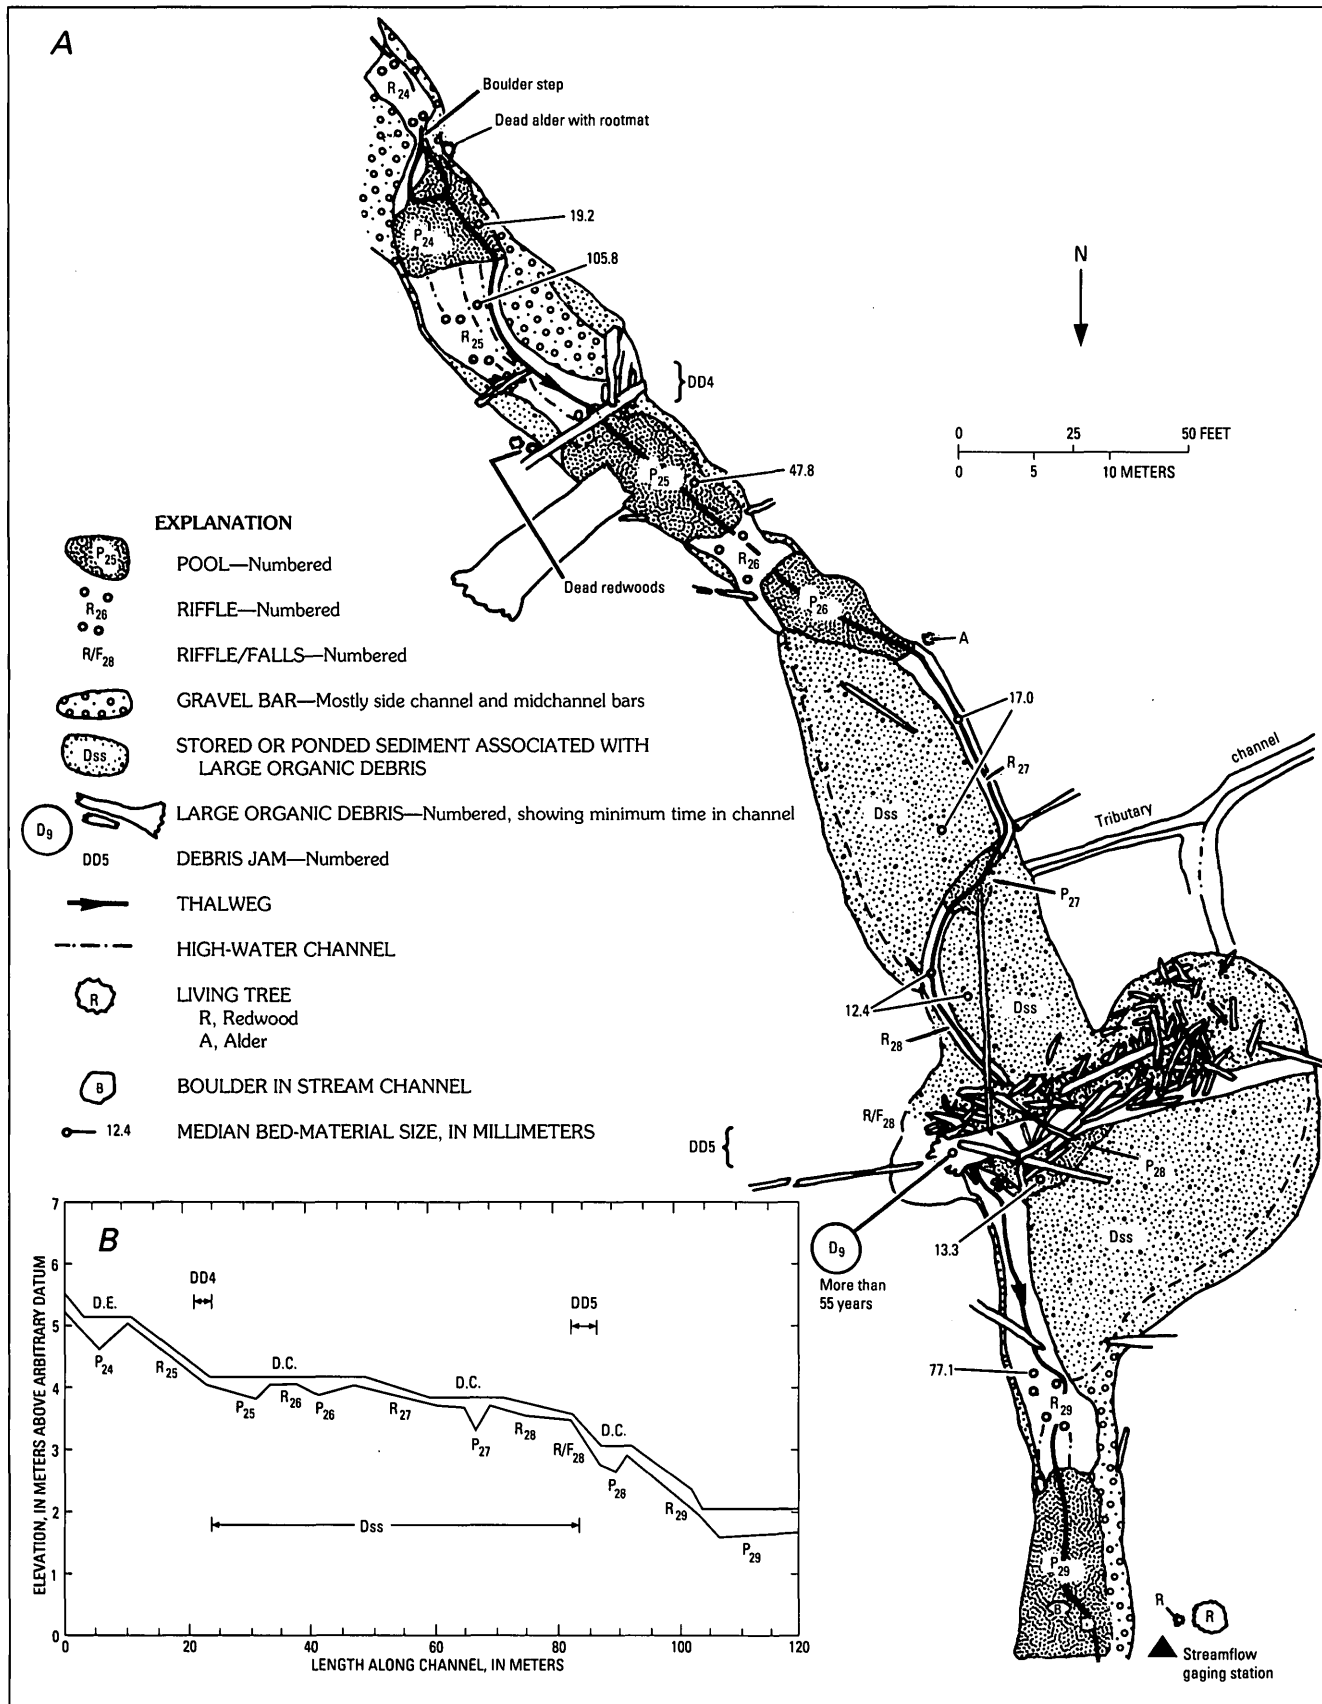 A
R24
Boulder step
Dead alder with rootmat
19.2
P24
105.8
N
R25
DD4
0 25 50 FEET
0 5 10 METERS
47.8
P25
R26
Dead redwoods
P26
A
17.0
R27
channel
Tributary
Dss
P27
12.4
Dss
R28
R/F28
DD5
P28
13.3
D9
More than
55 years
Dss
77.1
R29
P29
B
R
R
Streamflow
gaging station
EXPLANATION
P25 POOL—Numbered
R26 RIFFLE—Numbered
R/F28 RIFFLE/FALLS—Numbered
GRAVEL BAR—Mostly side channel and midchannel bars
Dss STORED OR PONDED SEDIMENT ASSOCIATED WITH
LARGE ORGANIC DEBRIS
D9 LARGE ORGANIC DEBRIS—Numbered, showing minimum time in channel
DD5 DEBRIS JAM—Numbered
THALWEG
HIGH-WATER CHANNEL
R LIVING TREE
R, Redwood
A, Alder
B BOULDER IN STREAM CHANNEL
12.4 MEDIAN BED-MATERIAL SIZE, IN MILLIMETERS
B
ELEVATION, IN METERS ABOVE ARBITRARY DATUM
7
6
5
4
3
2
1
0
DD4
D.E.
DD5
P24
R25
D.C.
D.C.
P25
R26
P26
R27
P27
R28
R/F28
D.C.
P28
R29
P29
Dss
0 20 40 60 80 100 120
LENGTH ALONG CHANNEL, IN METERS